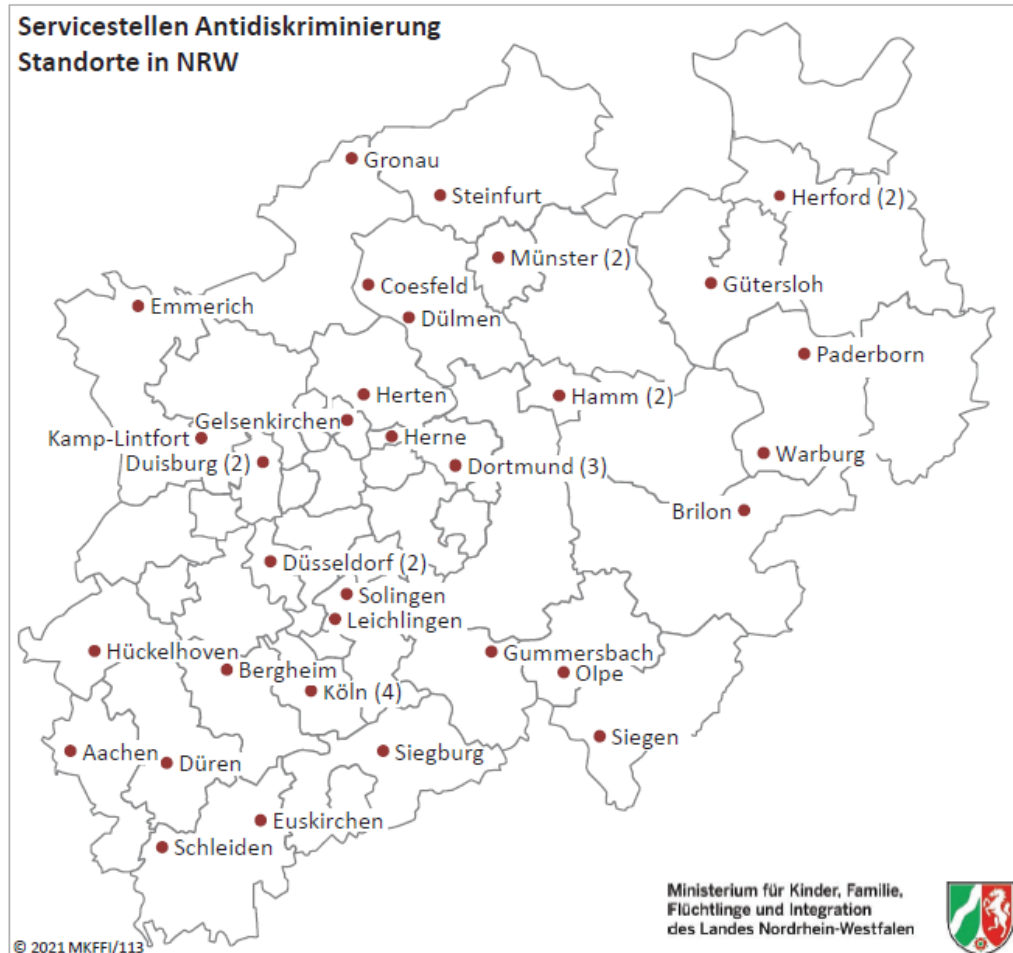 Servicestellen Antidiskriminierung
Standorte in NRW
Gronau
Steinfurt
Herford (2)
Münster (2)
Coesfeld
Gütersloh
Emmerich
Dülmen
Paderborn
Herten
Hamm (2)
Gelsenkirchen
Kamp-Lintfort
Herne
Duisburg (2)
Dortmund (3)
Warburg
Brilon
Düsseldorf (2)
Solingen
Leichlingen
Hückelhoven
Gummersbach
Bergheim
Olpe
Köln (4)
Siegen
Aachen
Siegburg
Düren
Euskirchen
Schleiden
Ministerium für Kinder, Familie,
Flüchtlinge und Integration
des Landes Nordrhein-Westfalen
© 2021 MKFFI/113